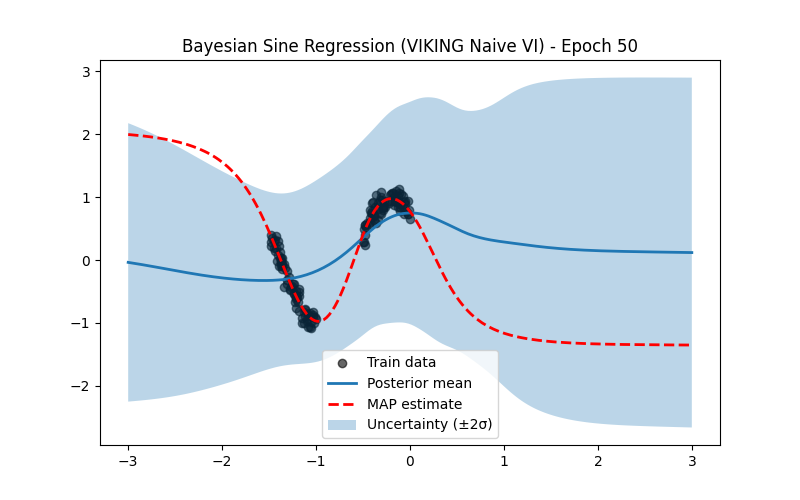 Bayesian Sine Regression (VIKING Naive VI) - Epoch 50
3
2
1
0
−1
−2
Train data
Posterior mean
MAP estimate
Uncertainty (±2σ)
−3
−2
−1
0
1
2
3